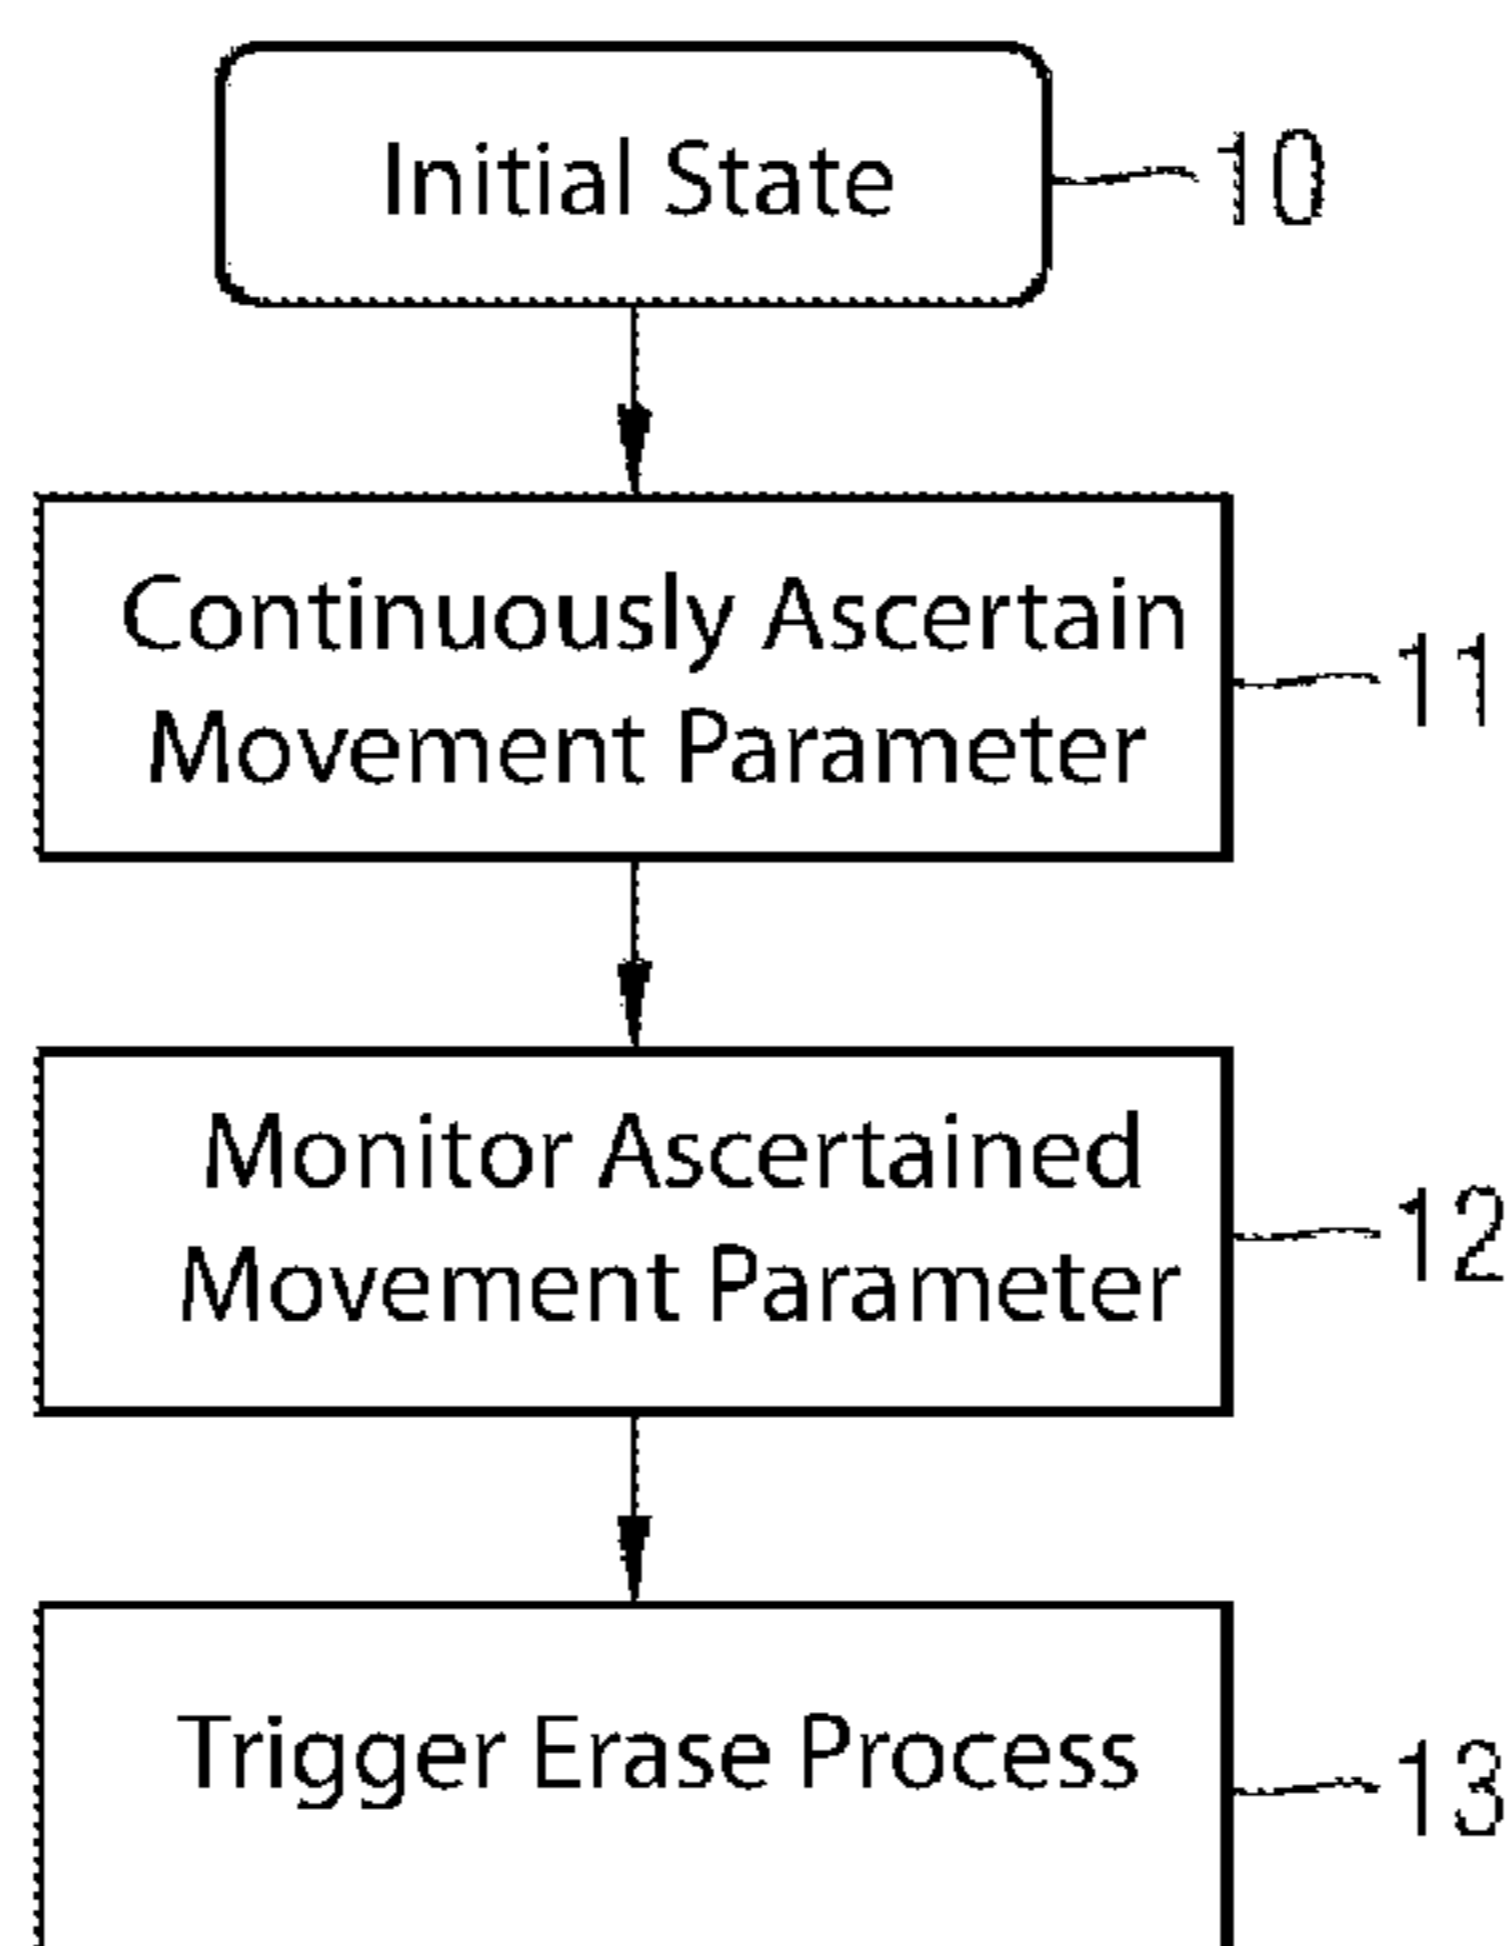 Initial State
10
Continuously Ascertain
Movement Parameter
11
Monitor Ascertained
Movement Parameter
12
Trigger Erase Process
13